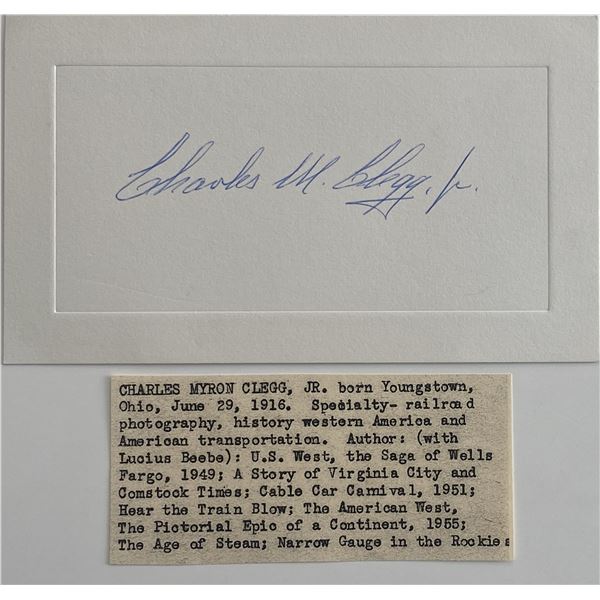 Charles M. Clegg, Jr.
CHARLES MYRON CLEGG, JR. born Youngstown,
Ohio, June 29, 1916.  Specialty- railroad
photography, history western America and
American transportation.  Author: (with
Lucius Beebe): U.S. West, the Saga of Wells
Fargo, 1949; A Story of Virginia City and
Comstock Times; Cable Car Carnival, 1951;
Hear the Train Blow; The American West,
The Pictorial Epic of a Continent, 1955;
The Age of Steam; Narrow Gauge in the Rockies